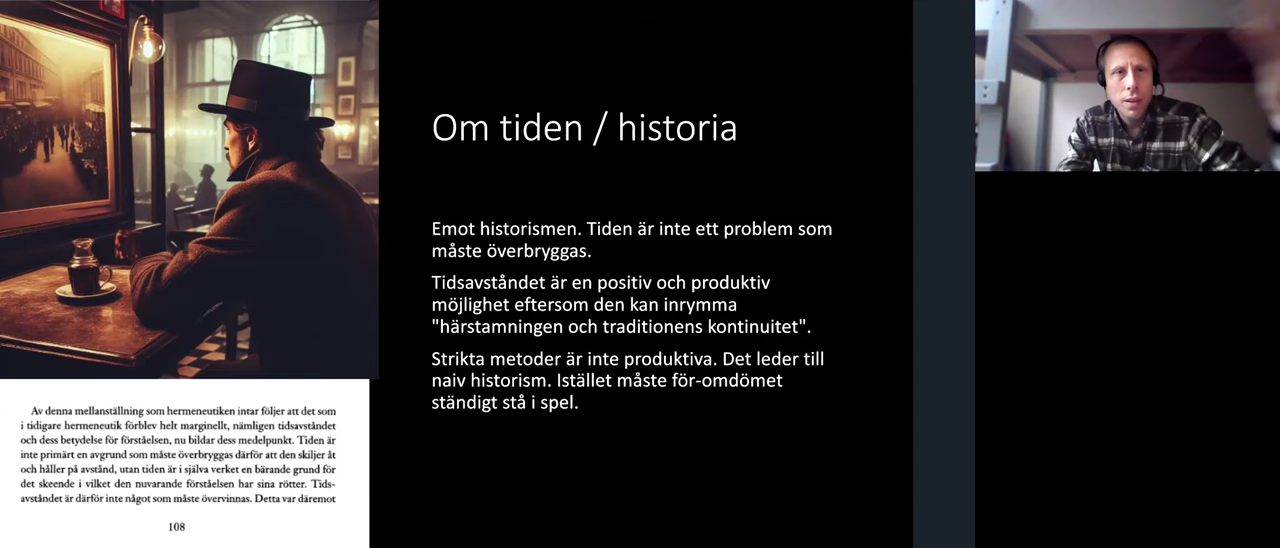 Om tiden / historia
Emot historismen. Tiden är inte ett problem som
måste överbryggas.
Tidsavståndet är en positiv och produktiv
möjlighet eftersom den kan inrymma
"härstamningen och traditionens kontinuitet".
Strikta metoder är inte produktiva. Det leder till
naiv historism. Istället måste för-omdömet
ständigt stå i spel.
Av denna mellanställning som hermeneutiken intar följer att det som
i tidigare hermeneutik förblev helt marginellt, nämligen tidsavståndet
och dess betydelse för förståelsen, nu bildar dess medelpunkt. Tiden är
inte primärt en avgrund som måste överbryggas därför att den skiljer åt
och håller på avstånd, utan tiden är i själva verket en bärande grund för
det skeende i vilket den nuvarande förståelsen har sina rötter. Tids-
avståndet är därför inte något som måste övervinnas. Detta var däremot
108